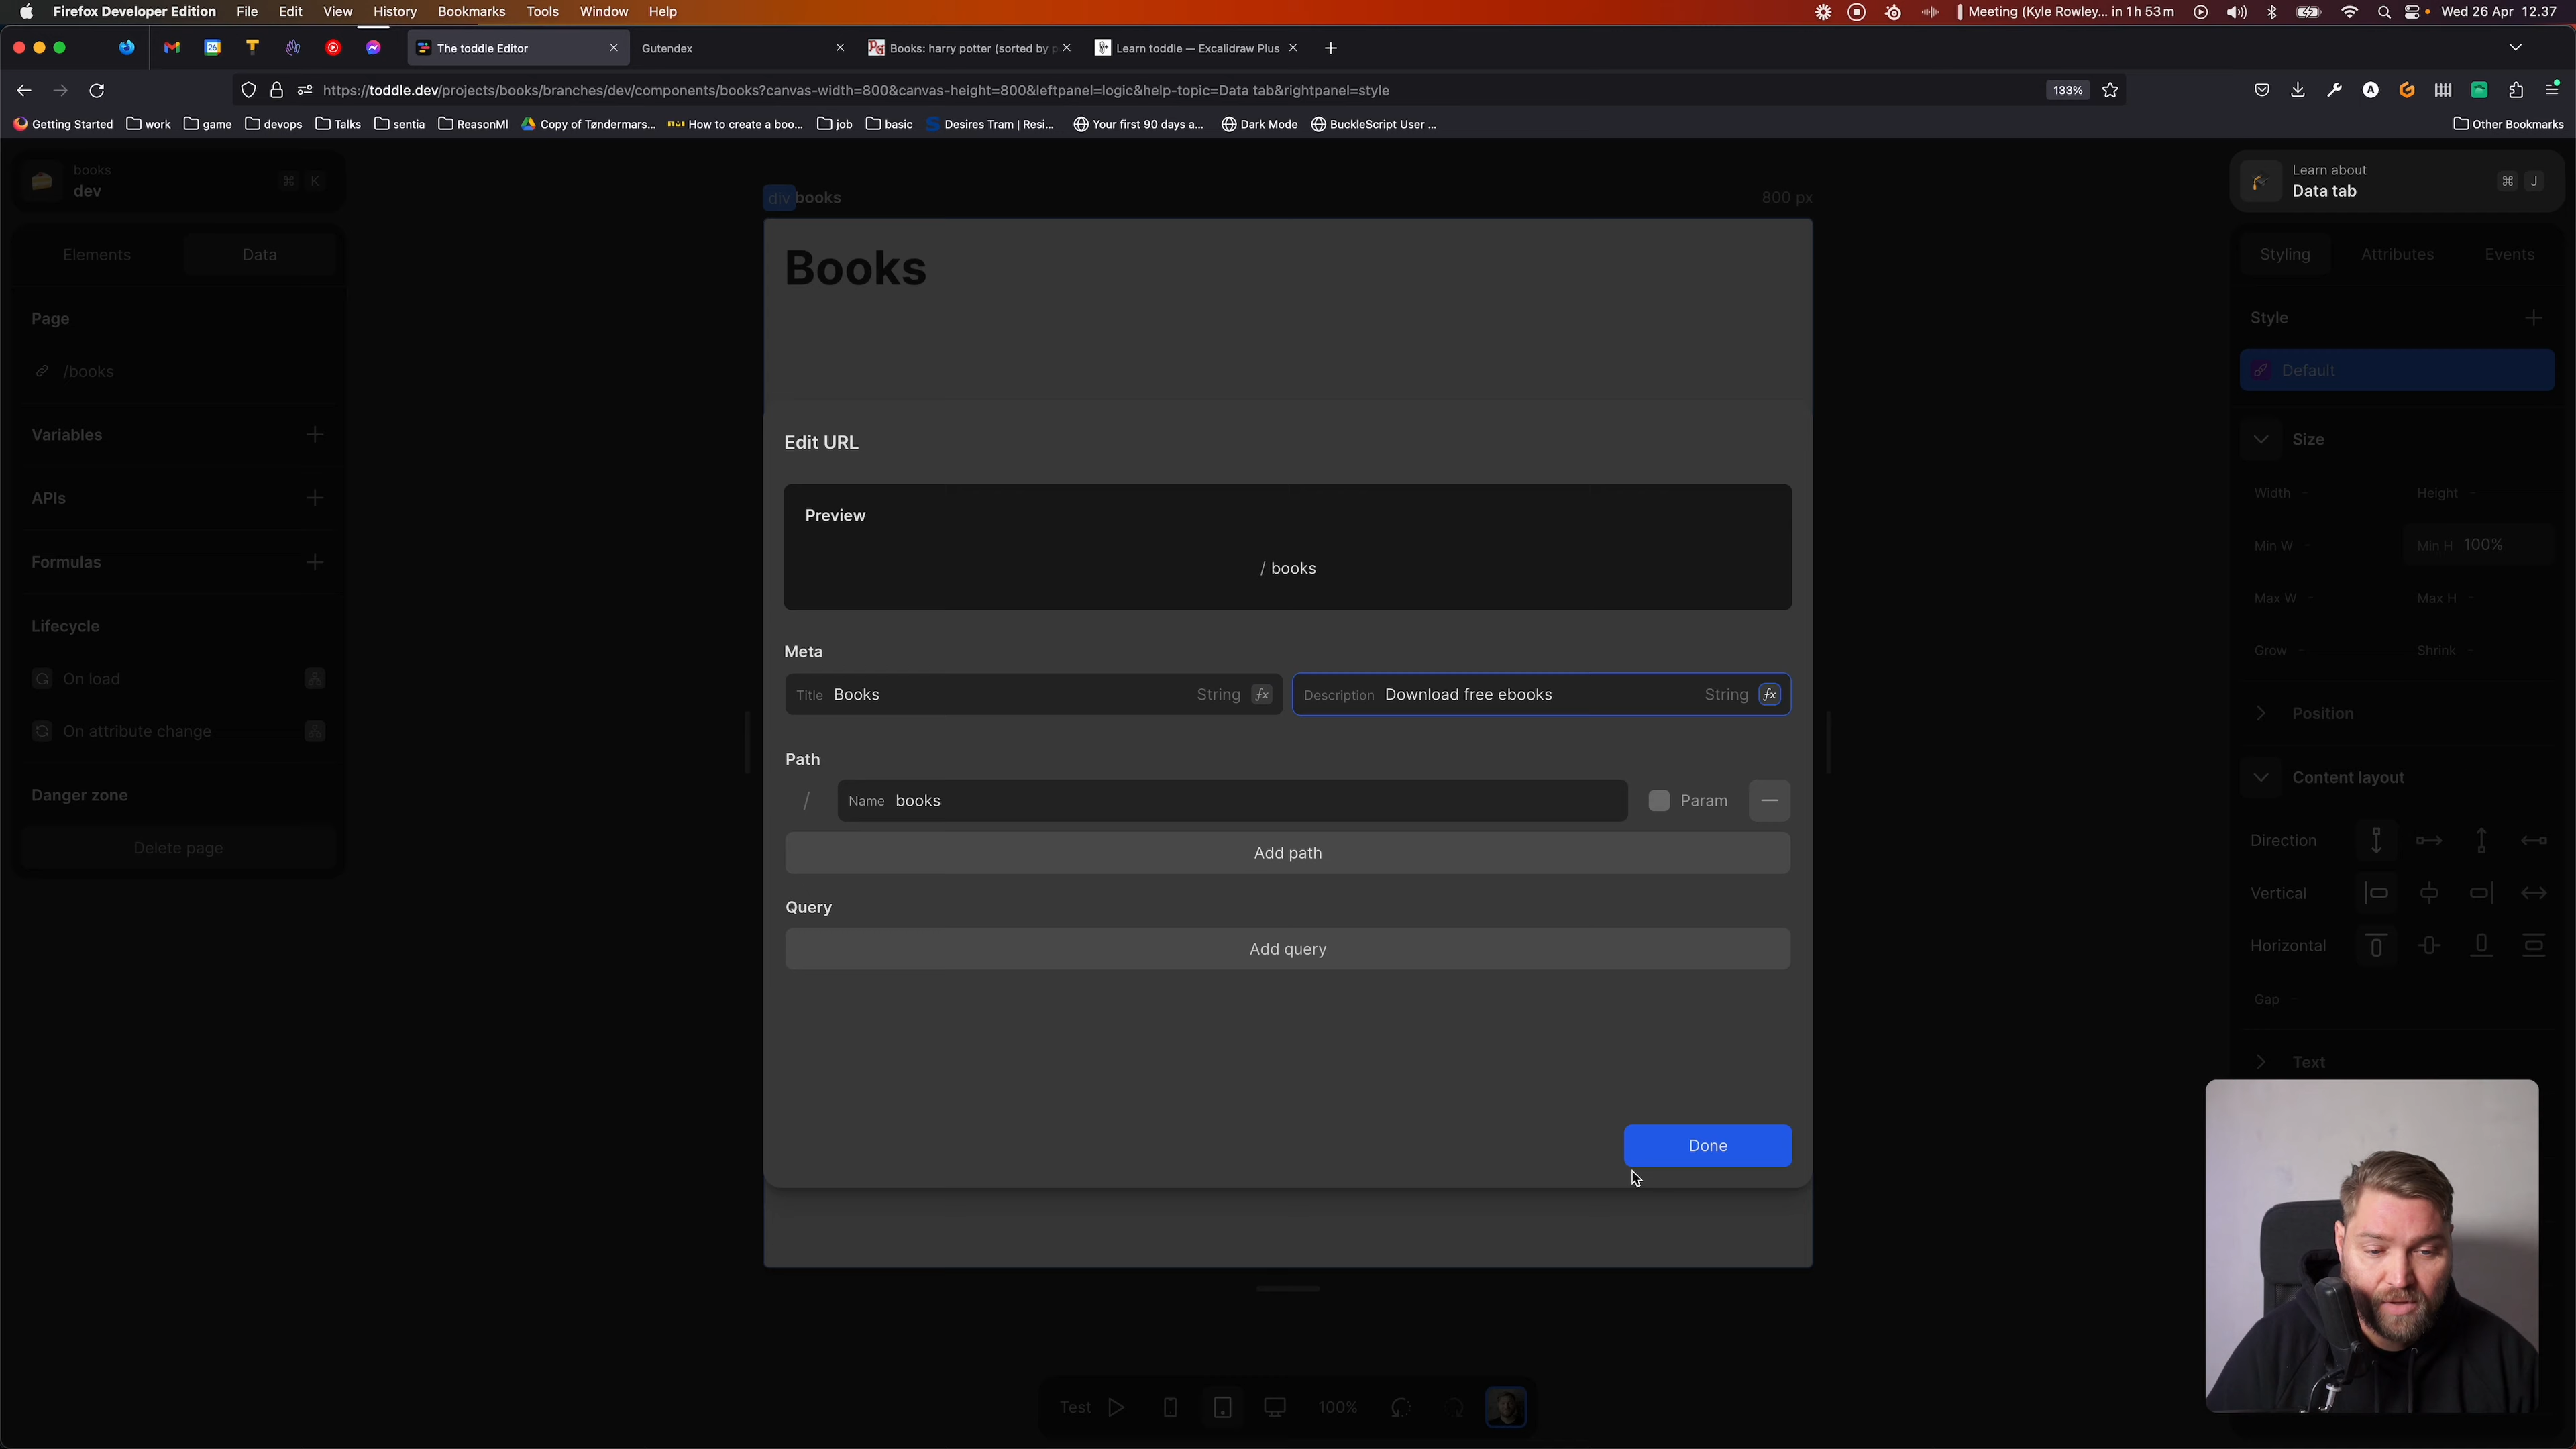 Firefox Developer Edition File Edit View History Bookmarks Tools Window Help Meeting (Kyle Rowley... in 1 h 53 m Wed 26 Apr 12.37
The toddle Editor Gutendex Books: harry potter (sorted by p Learn toddle — Excalidraw Plus
https://toddle.dev/projects/books/branches/dev/components/books?canvas-width=800&canvas-height=800&leftpanel=logic&help-topic=Data tab&rightpanel=style 133%
Getting Started work game devops Talks sentia ReasonMl Copy of Tøndermars... How to create a boo... job basic Desires Tram | Resi... Your first 90 days a... Dark Mode BuckleScript User ... Other Bookmarks
books
dev
⌘ K
div books 800 px
Learn about
Data tab
⌘ J
Elements Data
Page
/books
Variables
APIs
Formulas
Lifecycle
On load
On attribute change
Danger zone
Delete page
Books
Edit URL
Preview
/ books
Meta
Title Books String fx Description Download free ebooks String fx
Path
/ Name books Param
Add path
Query
Add query
Done
Test 100%
Styling Attributes Events
Style
Default
Size
Width - Height -
Min W - Min H 100%
Max W - Max H -
Grow - Shrink -
Position
Content layout
Direction
Vertical
Horizontal
Gap
Text